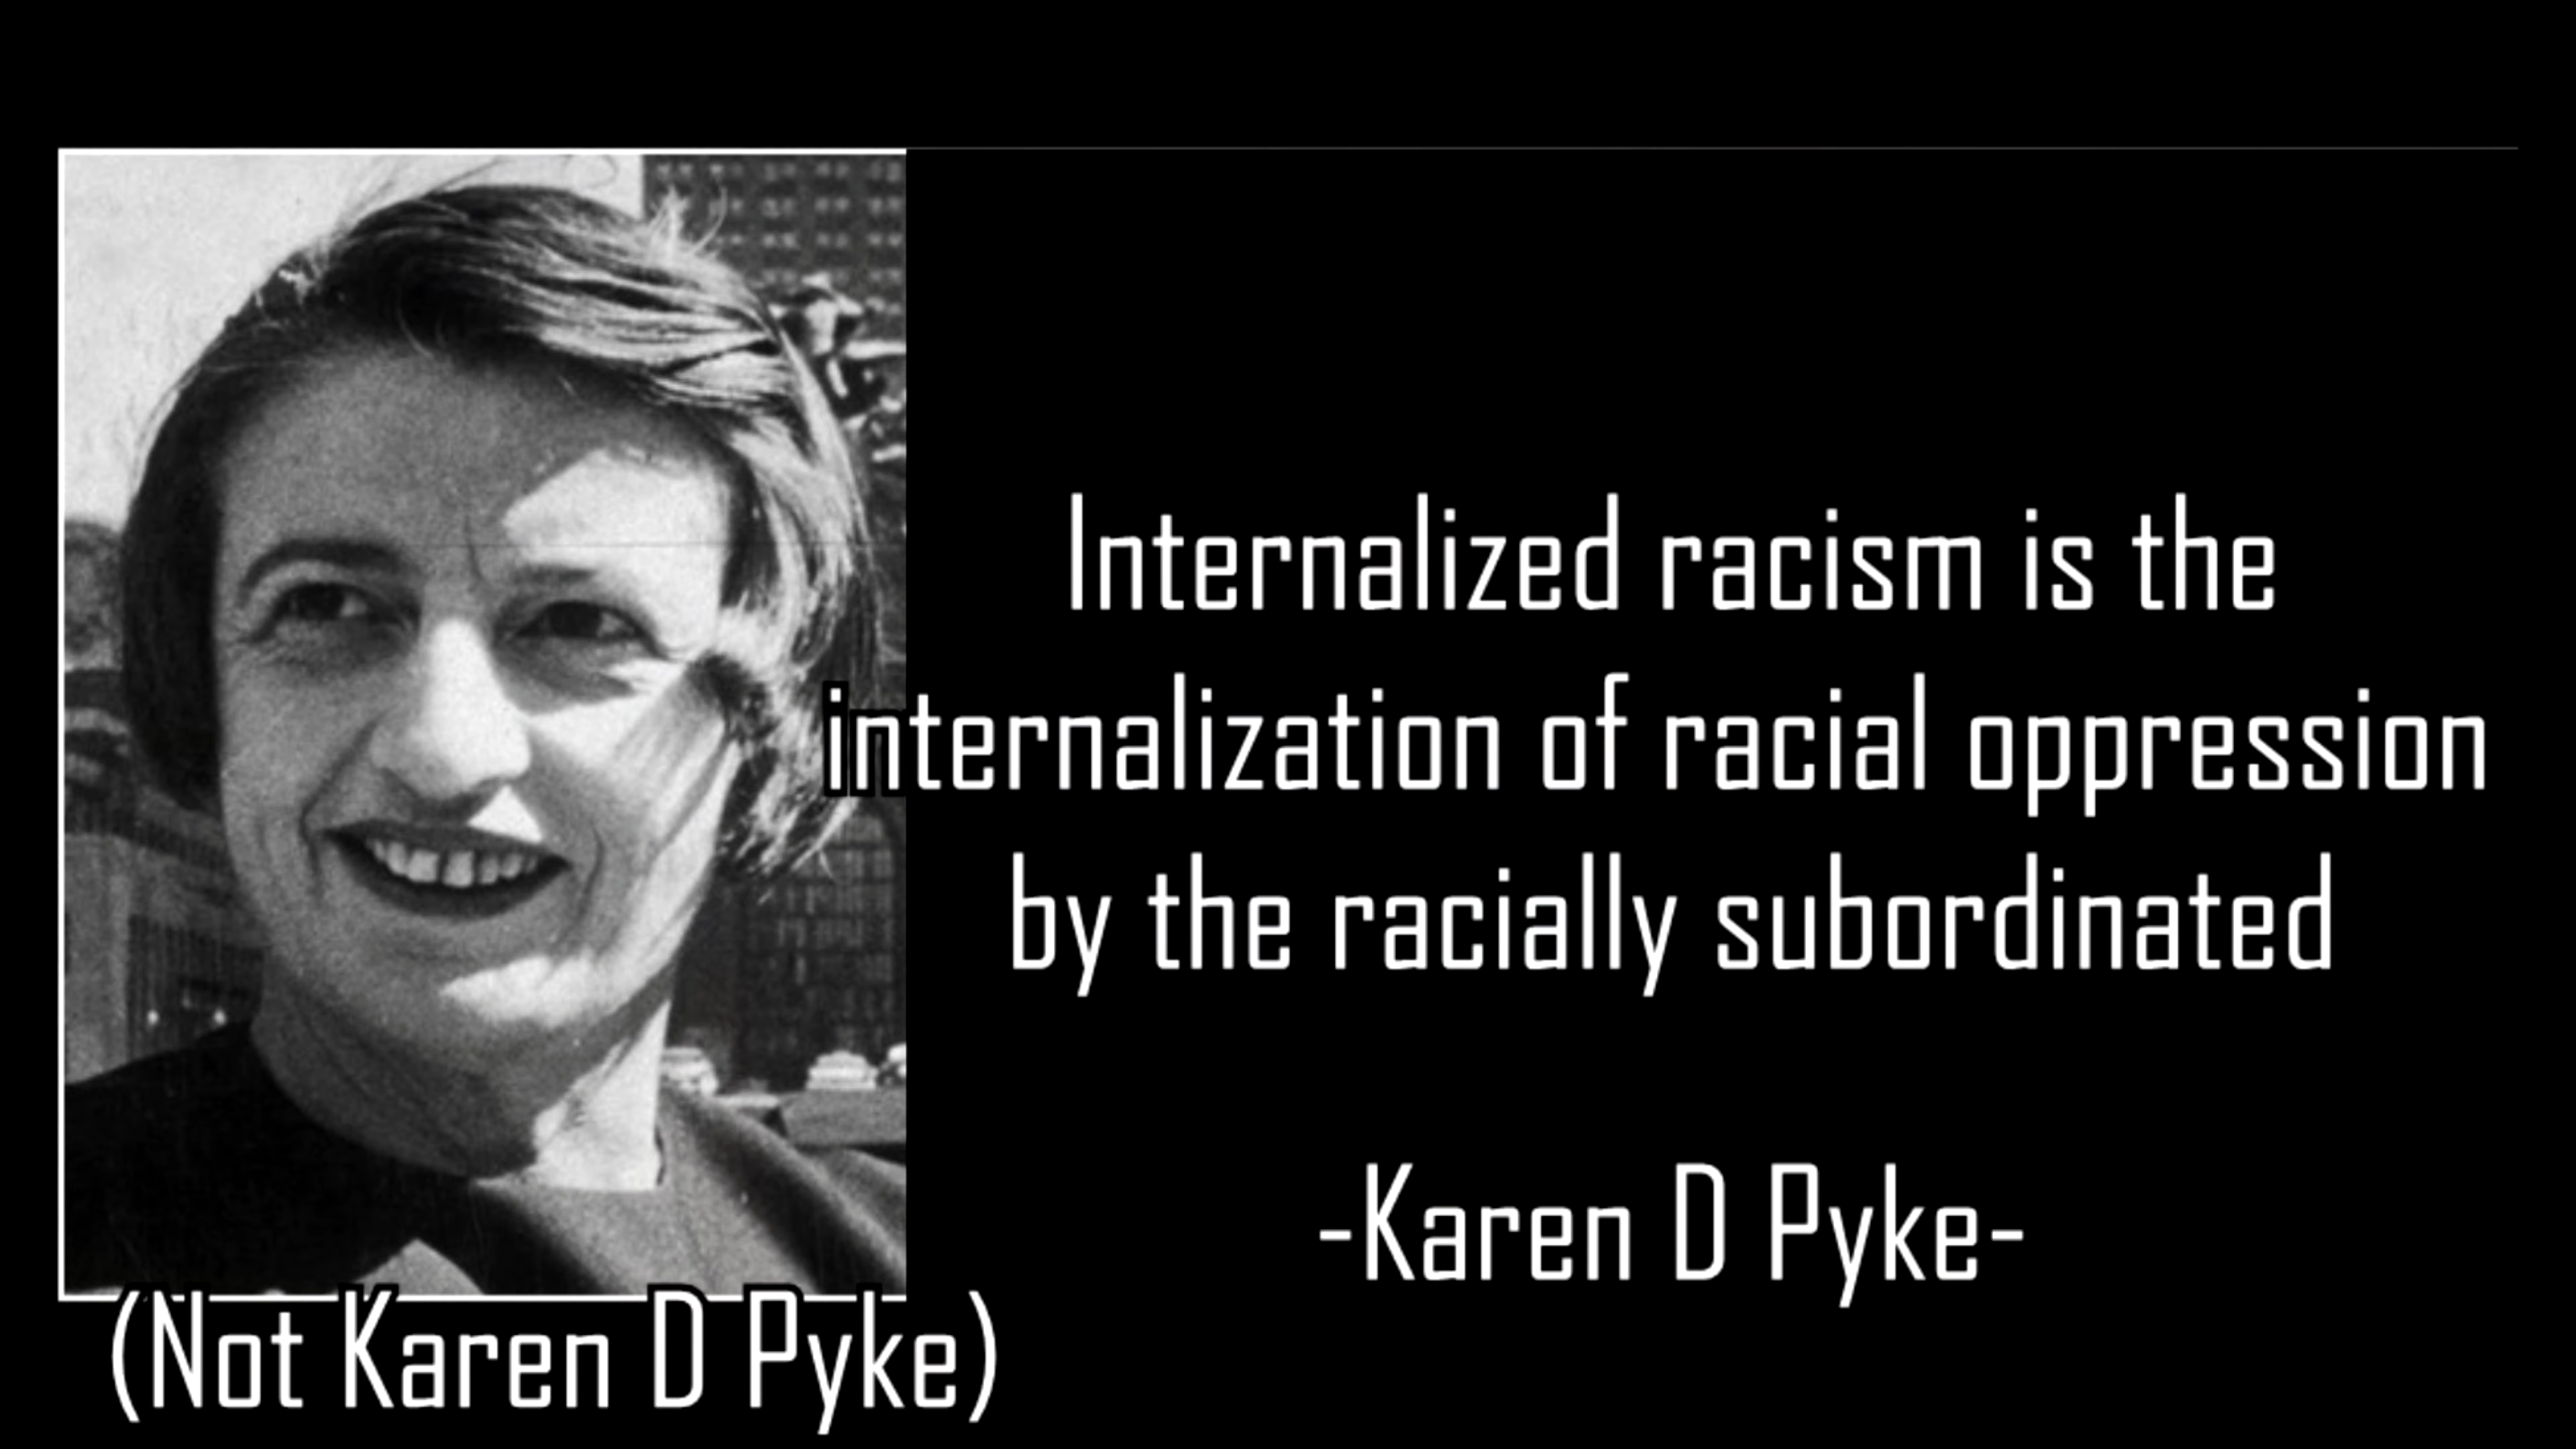 Internalized racism is the
internalization of racial oppression
by the racially subordinated
-Karen D Pyke-
(Not Karen D Pyke)